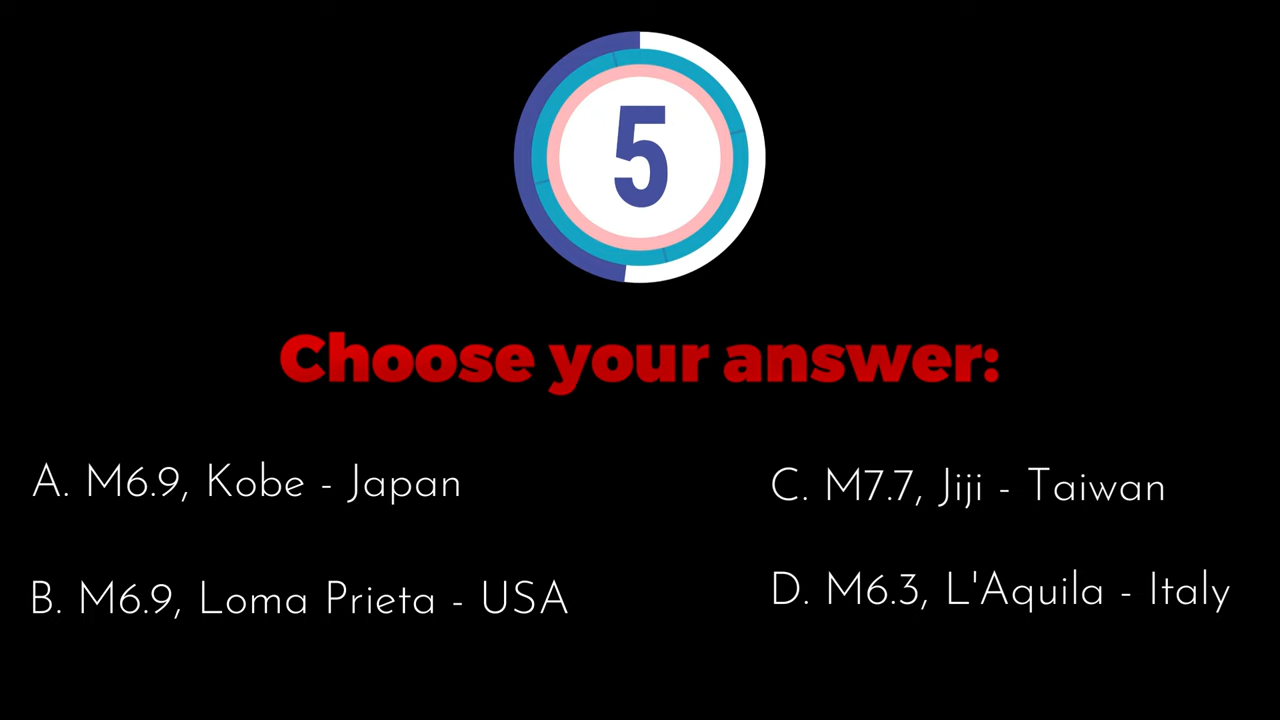 5
Choose your answer:
A. M6.9, Kobe - Japan
B. M6.9, Loma Prieta - USA
C. M7.7, Jiji - Taiwan
D. M6.3, L'Aquila - Italy